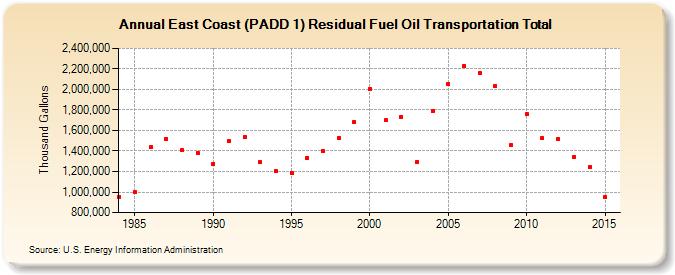 Annual East Coast (PADD 1) Residual Fuel Oil Transportation Total
Thousand Gallons
2,400,000
2,200,000
2,000,000
1,800,000
1,600,000
1,400,000
1,200,000
1,000,000
800,000
1985 1990 1995 2000 2005 2010 2015
Source: U.S. Energy Information Administration